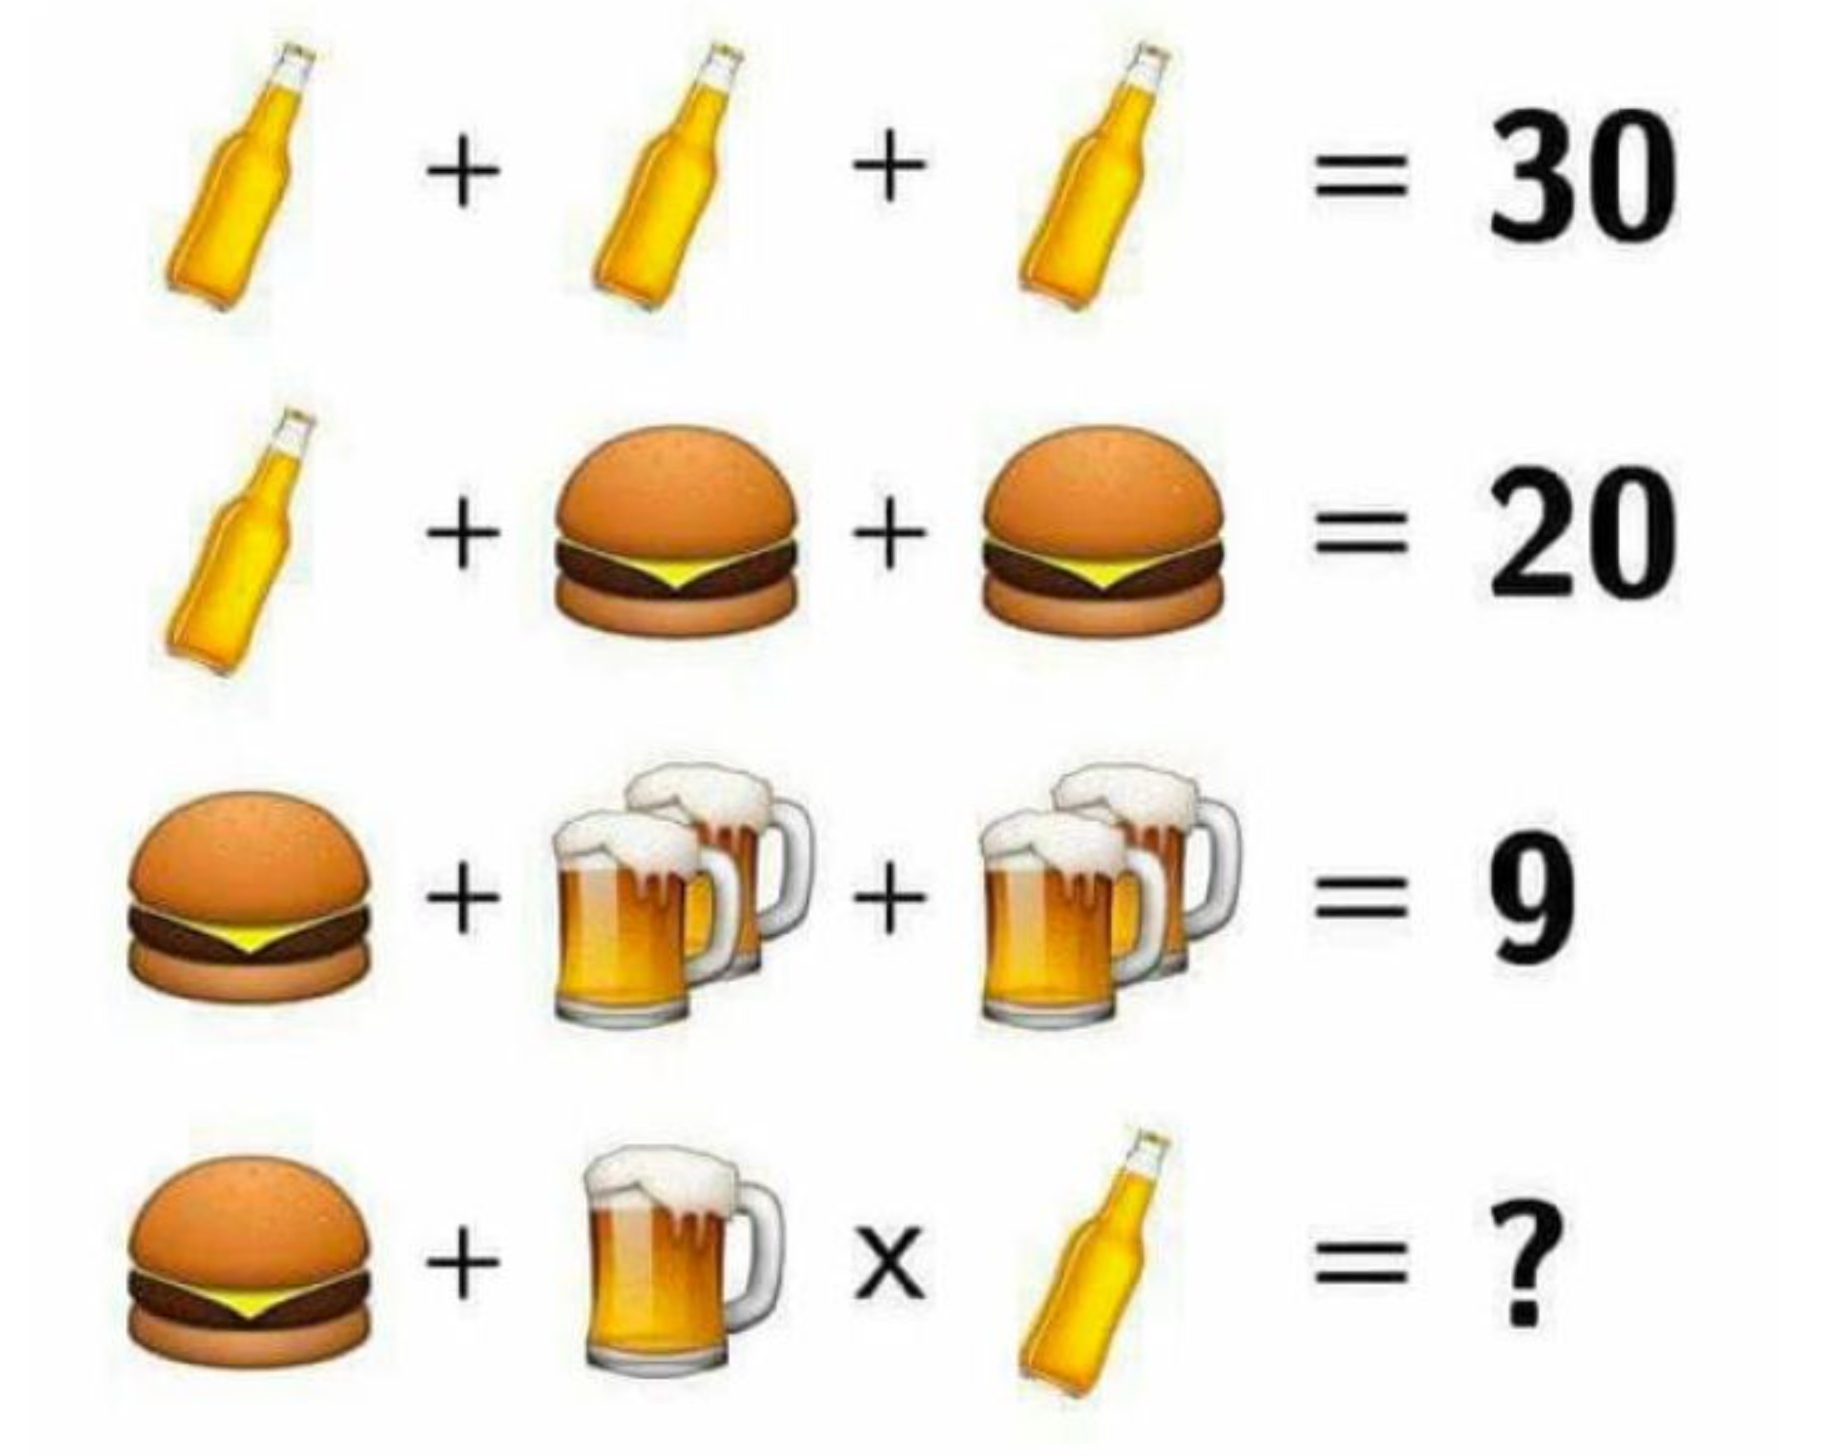 + + = 30
+ + = 20
+ + = 9
+ x = ?